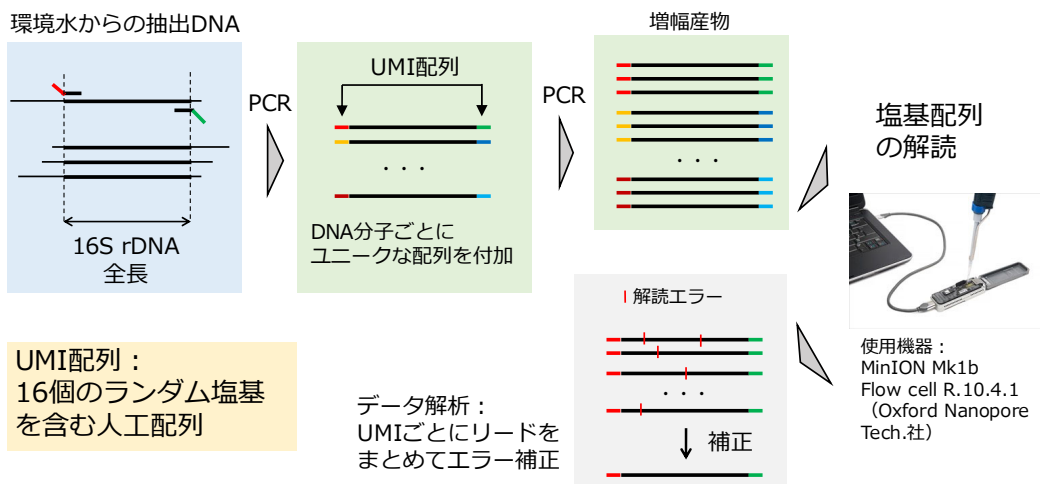 環境水からの抽出DNA
16S rDNA
全長
PCR
UMI配列
・・・
DNA分子ごとに
ユニークな配列を付加
PCR
増幅産物
・・・
塩基配列
の解読
使用機器：
MinION Mk1b
Flow cell R.10.4.1
（Oxford Nanopore
Tech.社）
解読エラー
・・・
補正
データ解析：
UMIごとにリードを
まとめてエラー補正
UMI配列：
16個のランダム塩基
を含む人工配列